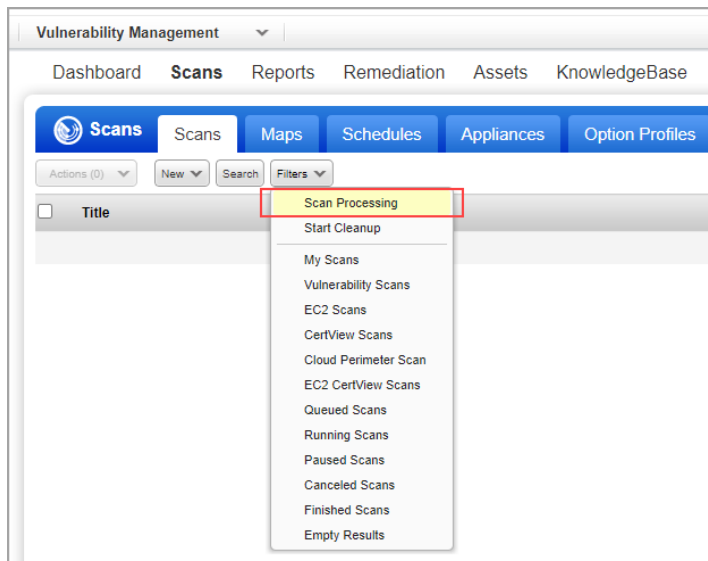 Vulnerability Management
Dashboard Scans Reports Remediation Assets KnowledgeBase
Scans Scans Maps Schedules Appliances Option Profiles
Actions (0) New Search Filters
Title
Scan Processing
Start Cleanup
My Scans
Vulnerability Scans
EC2 Scans
CertView Scans
Cloud Perimeter Scan
EC2 CertView Scans
Queued Scans
Running Scans
Paused Scans
Canceled Scans
Finished Scans
Empty Results